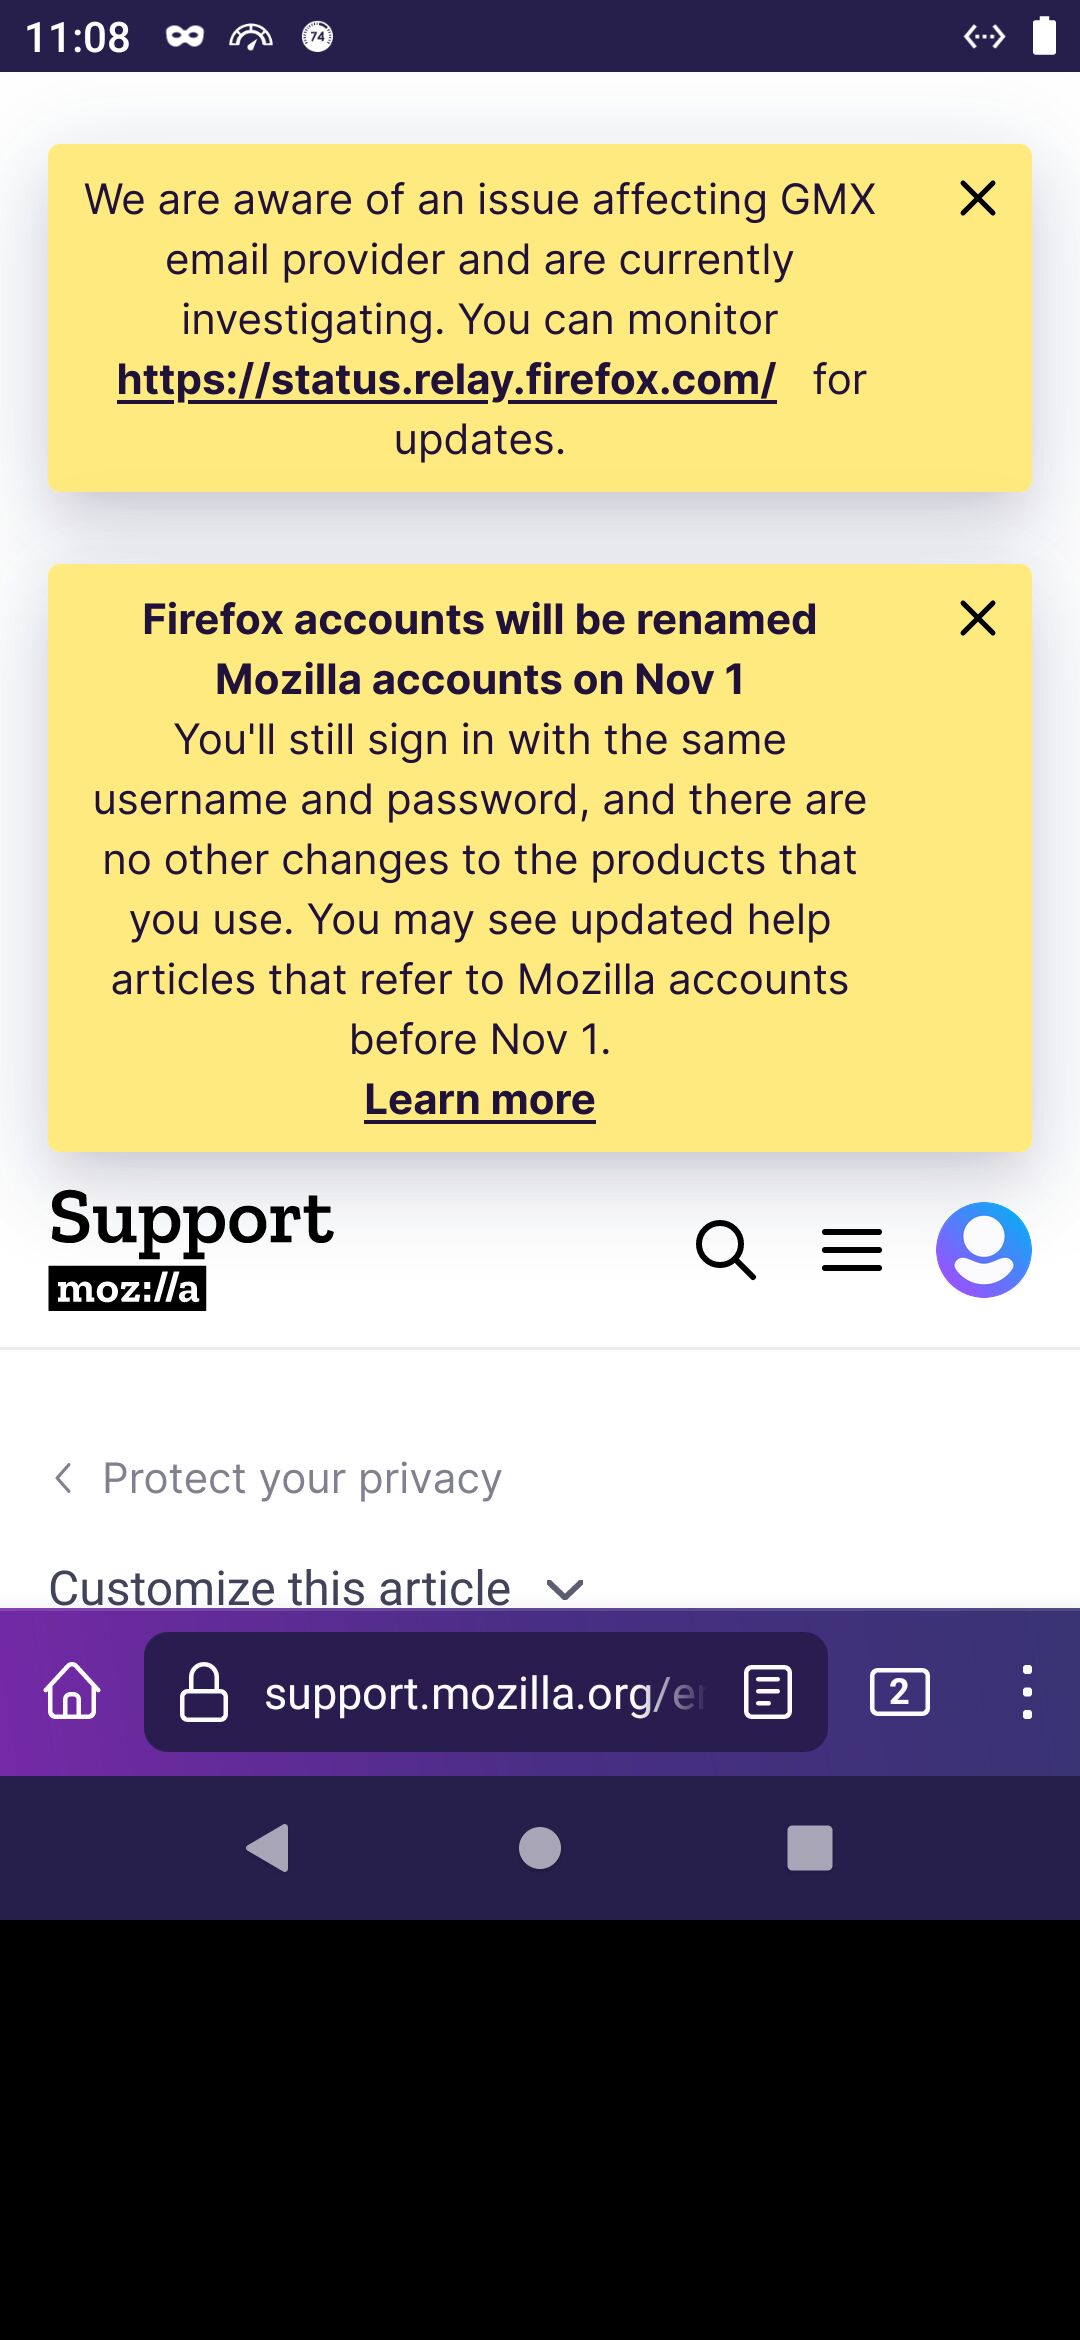 11:08
74
We are aware of an issue affecting GMX
email provider and are currently
investigating. You can monitor
https://status.relay.firefox.com/ for
updates.
Firefox accounts will be renamed
Mozilla accounts on Nov 1
You'll still sign in with the same
username and password, and there are
no other changes to the products that
you use. You may see updated help
articles that refer to Mozilla accounts
before Nov 1.
Learn more
Support
moz://a
Protect your privacy
Customize this article
support.mozilla.org/en
2